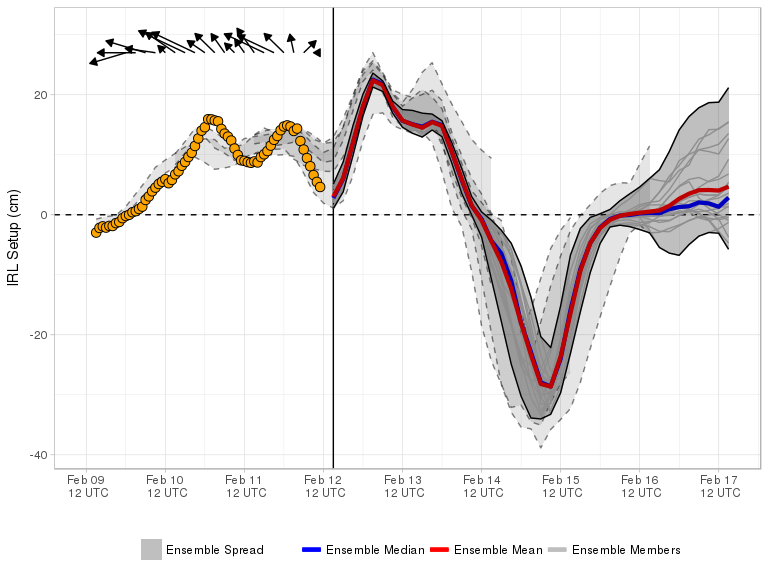 IRL Setup (cm)
20
0
-20
-40
Feb 09 Feb 10 Feb 11 Feb 12 Feb 13 Feb 14 Feb 15 Feb 16 Feb 17
12 UTC 12 UTC 12 UTC 12 UTC 12 UTC 12 UTC 12 UTC 12 UTC 12 UTC
Ensemble Spread Ensemble Median Ensemble Mean Ensemble Members